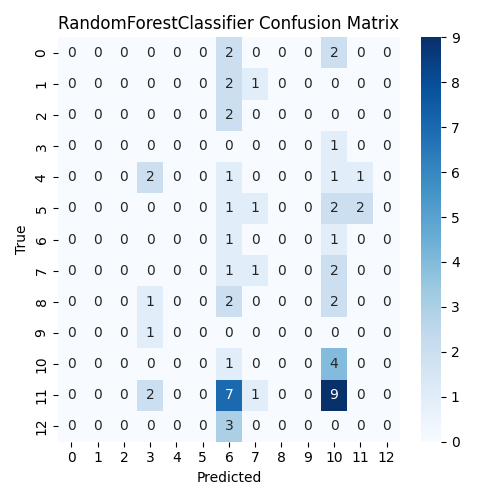 RandomForestClassifier Confusion Matrix
True
0 0 0 0 0 0 0 2 0 0 0 2 0 0
1 0 0 0 0 0 0 2 1 0 0 0 0 0
2 0 0 0 0 0 0 2 0 0 0 0 0 0
3 0 0 0 0 0 0 0 0 0 0 1 0 0
4 0 0 0 2 0 0 1 0 0 0 1 1 0
5 0 0 0 0 0 0 1 1 0 0 2 2 0
6 0 0 0 0 0 0 1 0 0 0 1 0 0
7 0 0 0 0 0 0 1 1 0 0 2 0 0
8 0 0 0 1 0 0 2 0 0 0 2 0 0
9 0 0 0 1 0 0 0 0 0 0 0 0 0
10 0 0 0 0 0 0 1 0 0 0 4 0 0
11 0 0 0 2 0 0 7 1 0 0 9 0 0
12 0 0 0 0 0 0 3 0 0 0 0 0 0
0 1 2 3 4 5 6 7 8 9 10 11 12
Predicted
9
8
7
6
5
4
3
2
1
0